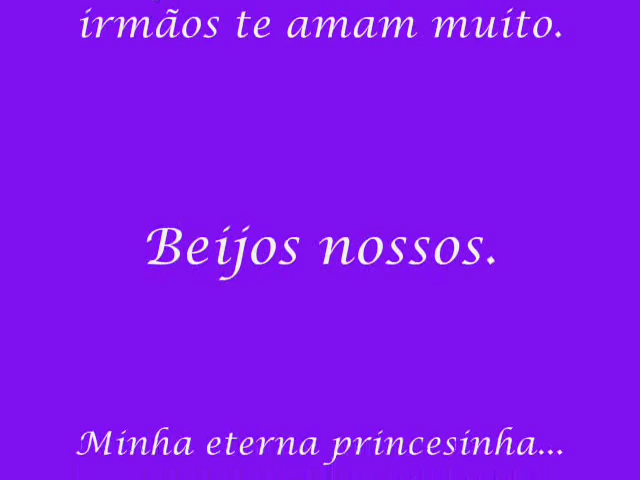 irmãos te amam muito.
Beijos nossos.
Minha eterna princesinha...